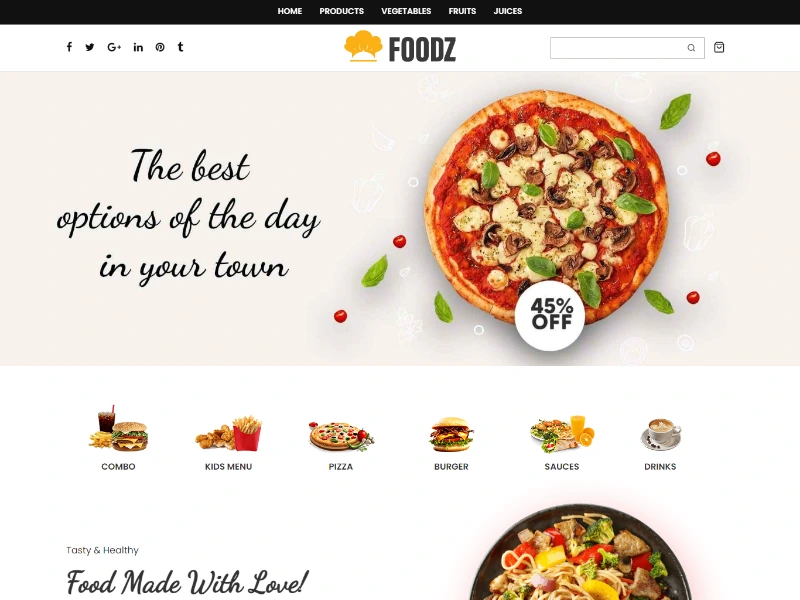 HOME PRODUCTS VEGETABLES FRUITS JUICES
FOODZ
The best
options of the day
in your town
45%
OFF
COMBO KIDS MENU PIZZA BURGER SAUCES DRINKS
Tasty & Healthy
Food Made With Love!